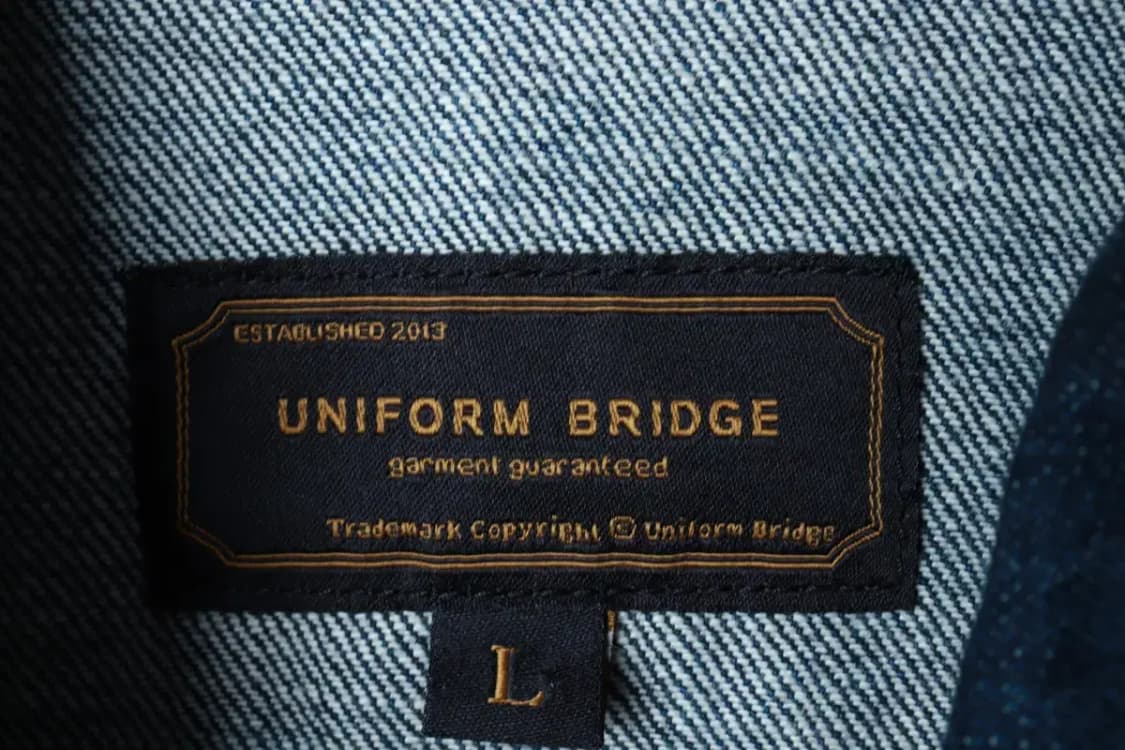 ESTABLISHED 2013
UNIFORM BRIDGE
garment guaranteed
Trademark Copyright © Uniform Bridge
L